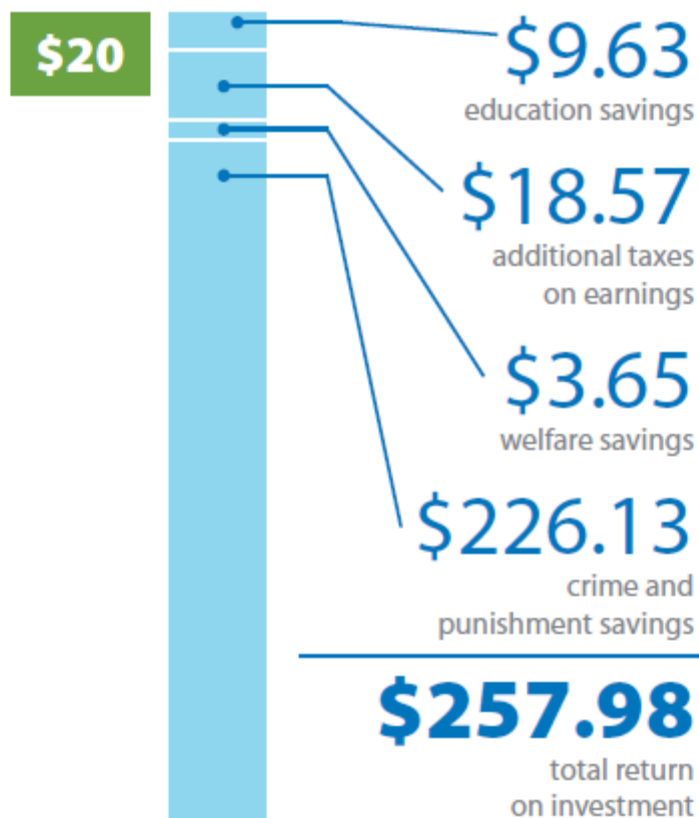 $20
$9.63
education savings
$18.57
additional taxes
on earnings
$3.65
welfare savings
$226.13
crime and
punishment savings
$257.98
total return
on investment